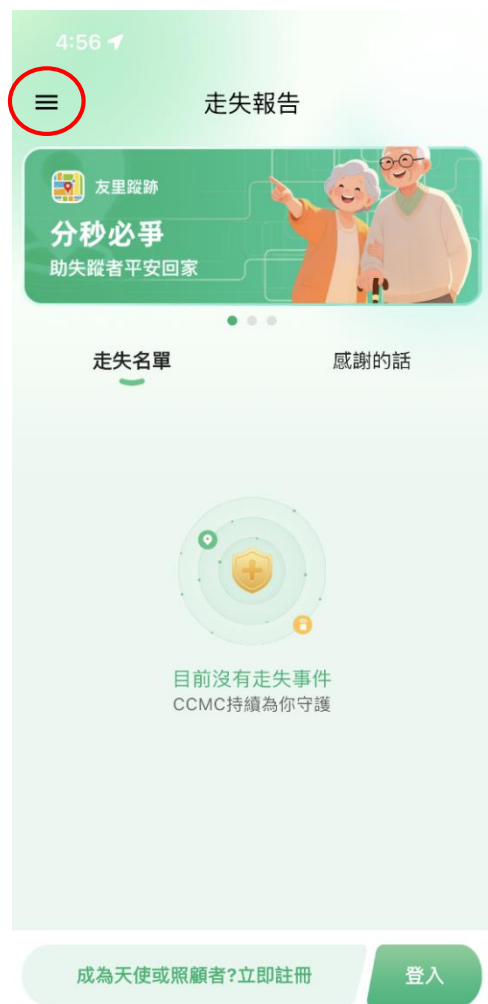 4:56
走失報告
友里蹤跡
分秒必爭
助失蹤者平安回家
走失名單
感謝的話
目前沒有走失事件
CCMC持續為你守護
成為天使或照顧者?立即註冊
登入